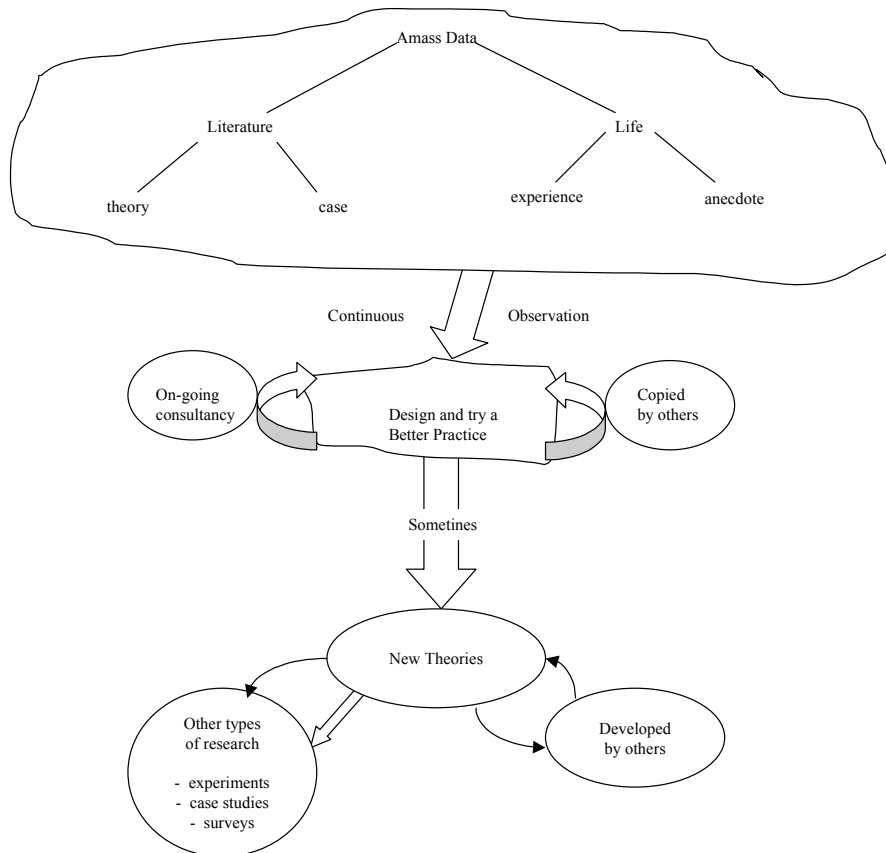 Amass Data
Literature
Life
theory
case
experience
anecdote
Continuous
Observation
On-going
consultancy
Design and try a
Better Practice
Copied
by others
Sometines
New Theories
Other types
of research
- experiments
- case studies
- surveys
Developed
by others